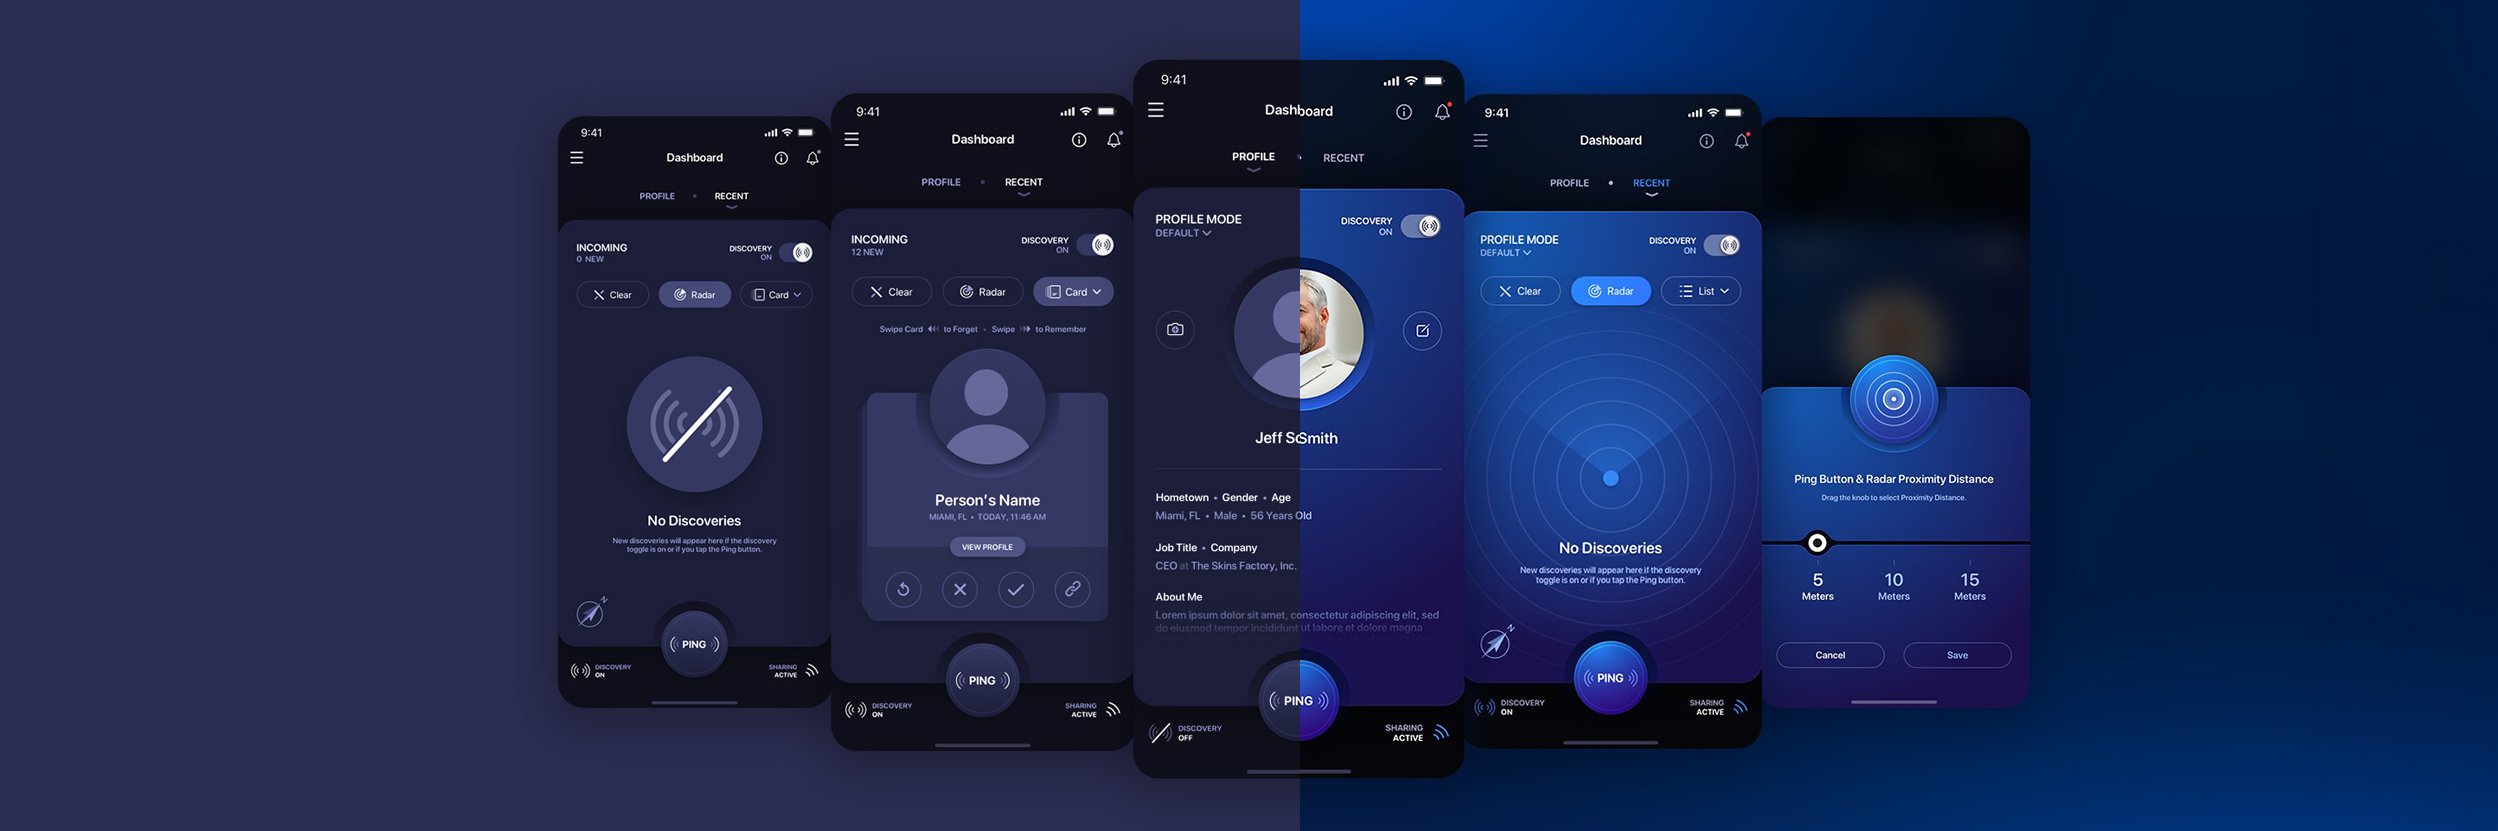 9:41
Dashboard
PROFILE • RECENT
INCOMING
0 NEW
DISCOVERY
ON
Clear
Radar
Card
No Discoveries
New discoveries will appear here if the discovery
toggle is on or if you tap the Ping button.
N
PING
DISCOVERY
ON
SHARING
ACTIVE
9:41
Dashboard
PROFILE • RECENT
INCOMING
12 NEW
DISCOVERY
ON
Clear
Radar
Card
Swipe Card to Forget • Swipe to Remember
Person's Name
MIAMI, FL • TODAY, 11:46 AM
VIEW PROFILE
PING
DISCOVERY
ON
SHARING
ACTIVE
9:41
Dashboard
PROFILE • RECENT
PROFILE MODE
DEFAULT
DISCOVERY
ON
Jeff Smith
Hometown • Gender • Age
Miami, FL • Male • 56 Years Old
Job Title • Company
CEO at The Skins Factory, Inc.
About Me
Lorem ipsum dolor sit amet, consectetur adipiscing elit, sed
do eiusmod tempor incididunt ut labore et dolore magna
PING
DISCOVERY
OFF
SHARING
ACTIVE
9:41
Dashboard
PROFILE • RECENT
PROFILE MODE
DEFAULT
DISCOVERY
ON
Clear
Radar
List
No Discoveries
New discoveries will appear here if the discovery
toggle is on or if you tap the Ping button.
N
PING
DISCOVERY
ON
SHARING
ACTIVE
Ping Button & Radar Proximity Distance
Drag the knob to select Proximity Distance.
5
Meters
10
Meters
15
Meters
Cancel
Save